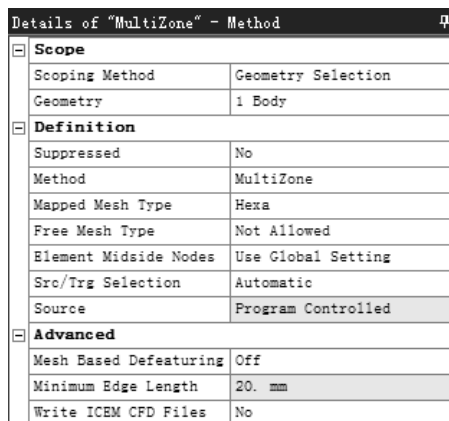 Details of "MultiZone" - Method
Scope
Scoping Method Geometry Selection
Geometry 1 Body
Definition
Suppressed No
Method MultiZone
Mapped Mesh Type Hexa
Free Mesh Type Not Allowed
Element Midside Nodes Use Global Setting
Src/Trg Selection Automatic
Source Program Controlled
Advanced
Mesh Based Defeaturing Off
Minimum Edge Length 20. mm
Write ICEM CFD Files No